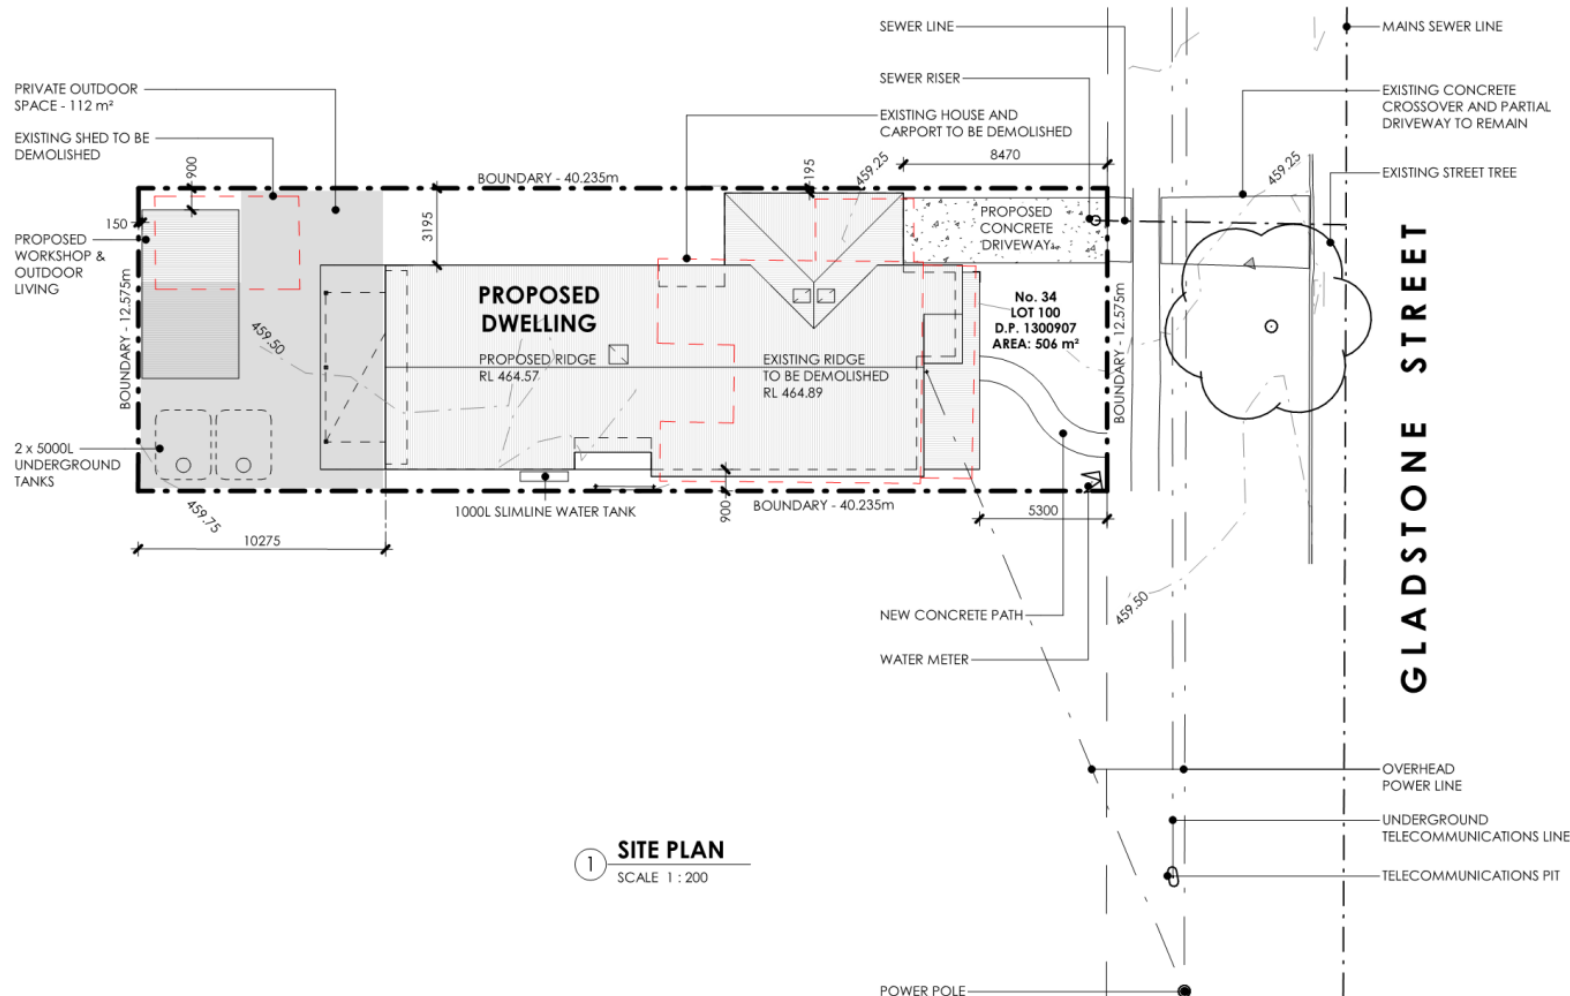 SEWER LINE
MAINS SEWER LINE
SEWER RISER
PRIVATE OUTDOOR
SPACE - 112 m²
EXISTING CONCRETE
CROSSOVER AND PARTIAL
DRIVEWAY TO REMAIN
EXISTING HOUSE AND
CARPORT TO BE DEMOLISHED
EXISTING SHED TO BE
DEMOLISHED
8470
900
195
459.25
459.25
EXISTING STREET TREE
BOUNDARY - 40.235m
150
3195
PROPOSED
CONCRETE
DRIVEWAY
PROPOSED
WORKSHOP &
OUTDOOR
LIVING
BOUNDARY - 12.575m
PROPOSED
DWELLING
No. 34
LOT 100
D.P. 1300907
AREA: 506 m²
BOUNDARY - 12.575m
GLADSTONE STREET
459.50
PROPOSED RIDGE
RL 464.57
EXISTING RIDGE
TO BE DEMOLISHED
RL 464.89
2 x 5000L
UNDERGROUND
TANKS
459.75
1000L SLIMLINE WATER TANK
900
BOUNDARY - 40.235m
5300
10275
459.50
NEW CONCRETE PATH
WATER METER
OVERHEAD
POWER LINE
UNDERGROUND
TELECOMMUNICATIONS LINE
1
SITE PLAN
SCALE 1 : 200
TELECOMMUNICATIONS PIT
POWER POLE